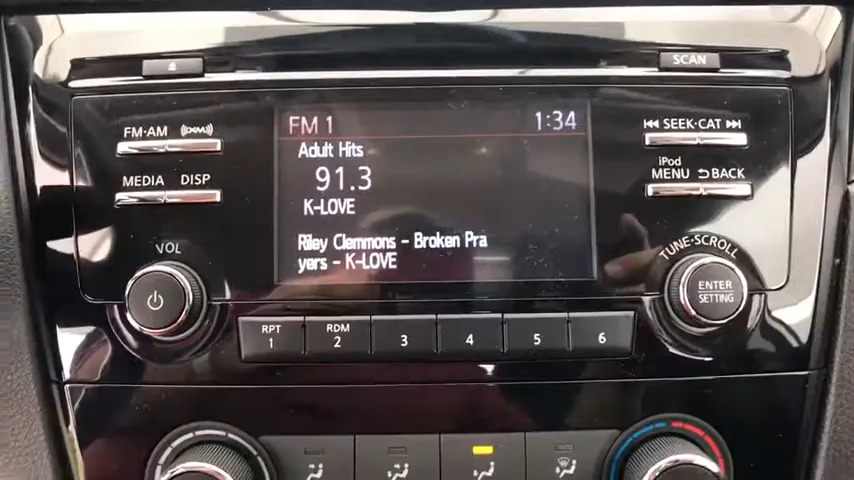 SCAN
FM·AM
SEEK·CAT
FM 1
1:34
Adult Hits
iPod
MENU
BACK
MEDIA
DISP
91.3
K-LOVE
Riley Clemmons - Broken Pra
yers - K-LOVE
VOL
TUNE·SCROLL
ENTER
SETTING
RPT
1
RDM
2
3
4
5
6